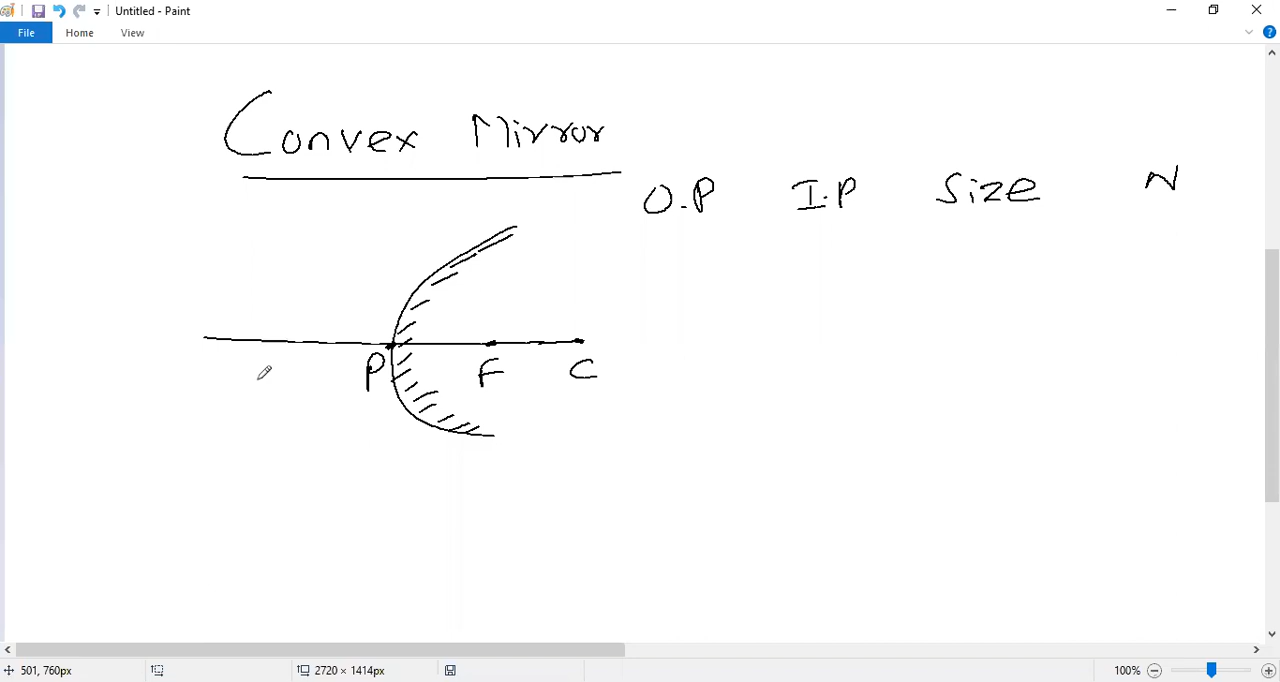 Untitled - Paint
File Home View
Convex Mirror
O.P I.P Size N
P F C
501, 760px 2720 × 1414px 100%